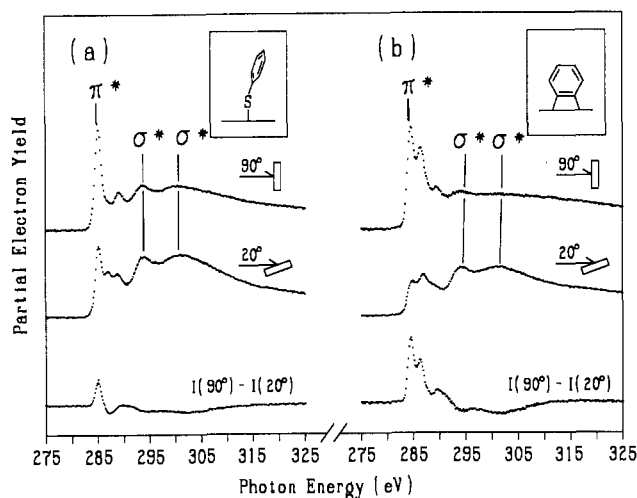 (a)
π*
S
σ* σ*
90°
20°
I(90°) - I(20°)
(b)
π*
σ* σ*
90°
20°
I(90°) - I(20°)
Partial Electron Yield
275 285 295 305 315 325
275 285 295 305 315 325
Photon Energy (eV)